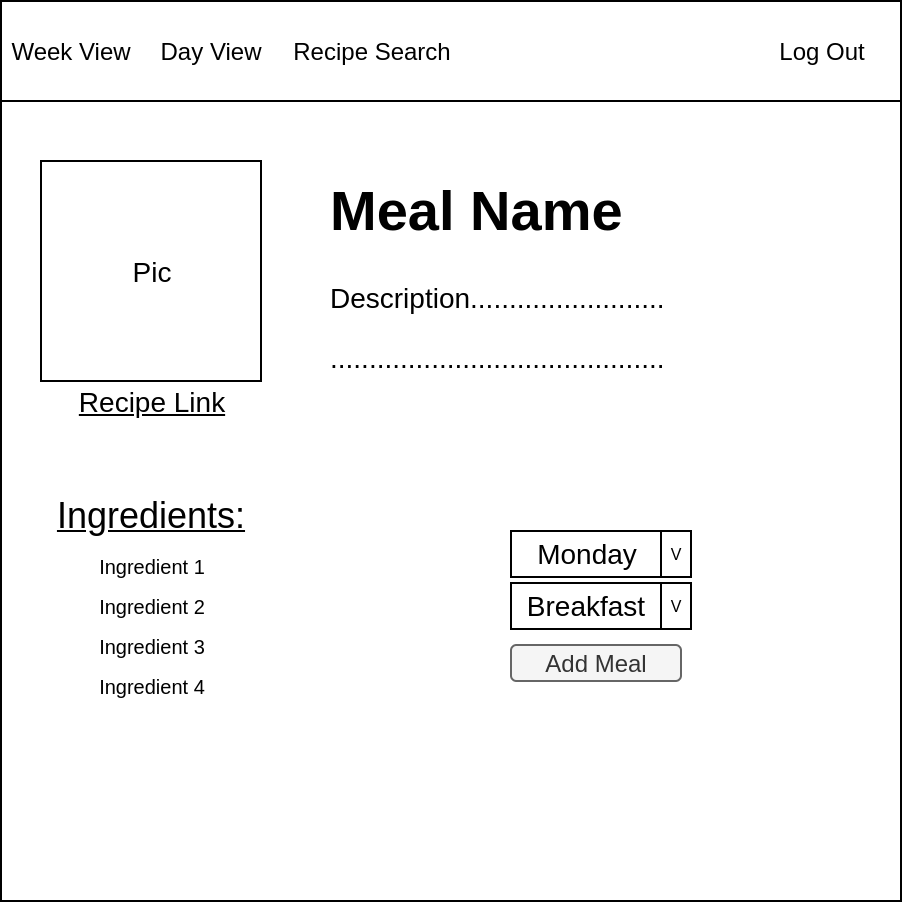 Week View Day View Recipe Search Log Out
Pic
Recipe Link
Meal Name
Description.........................
...........................................
Ingredients:
Ingredient 1
Ingredient 2
Ingredient 3
Ingredient 4
Monday V
Breakfast V
Add Meal